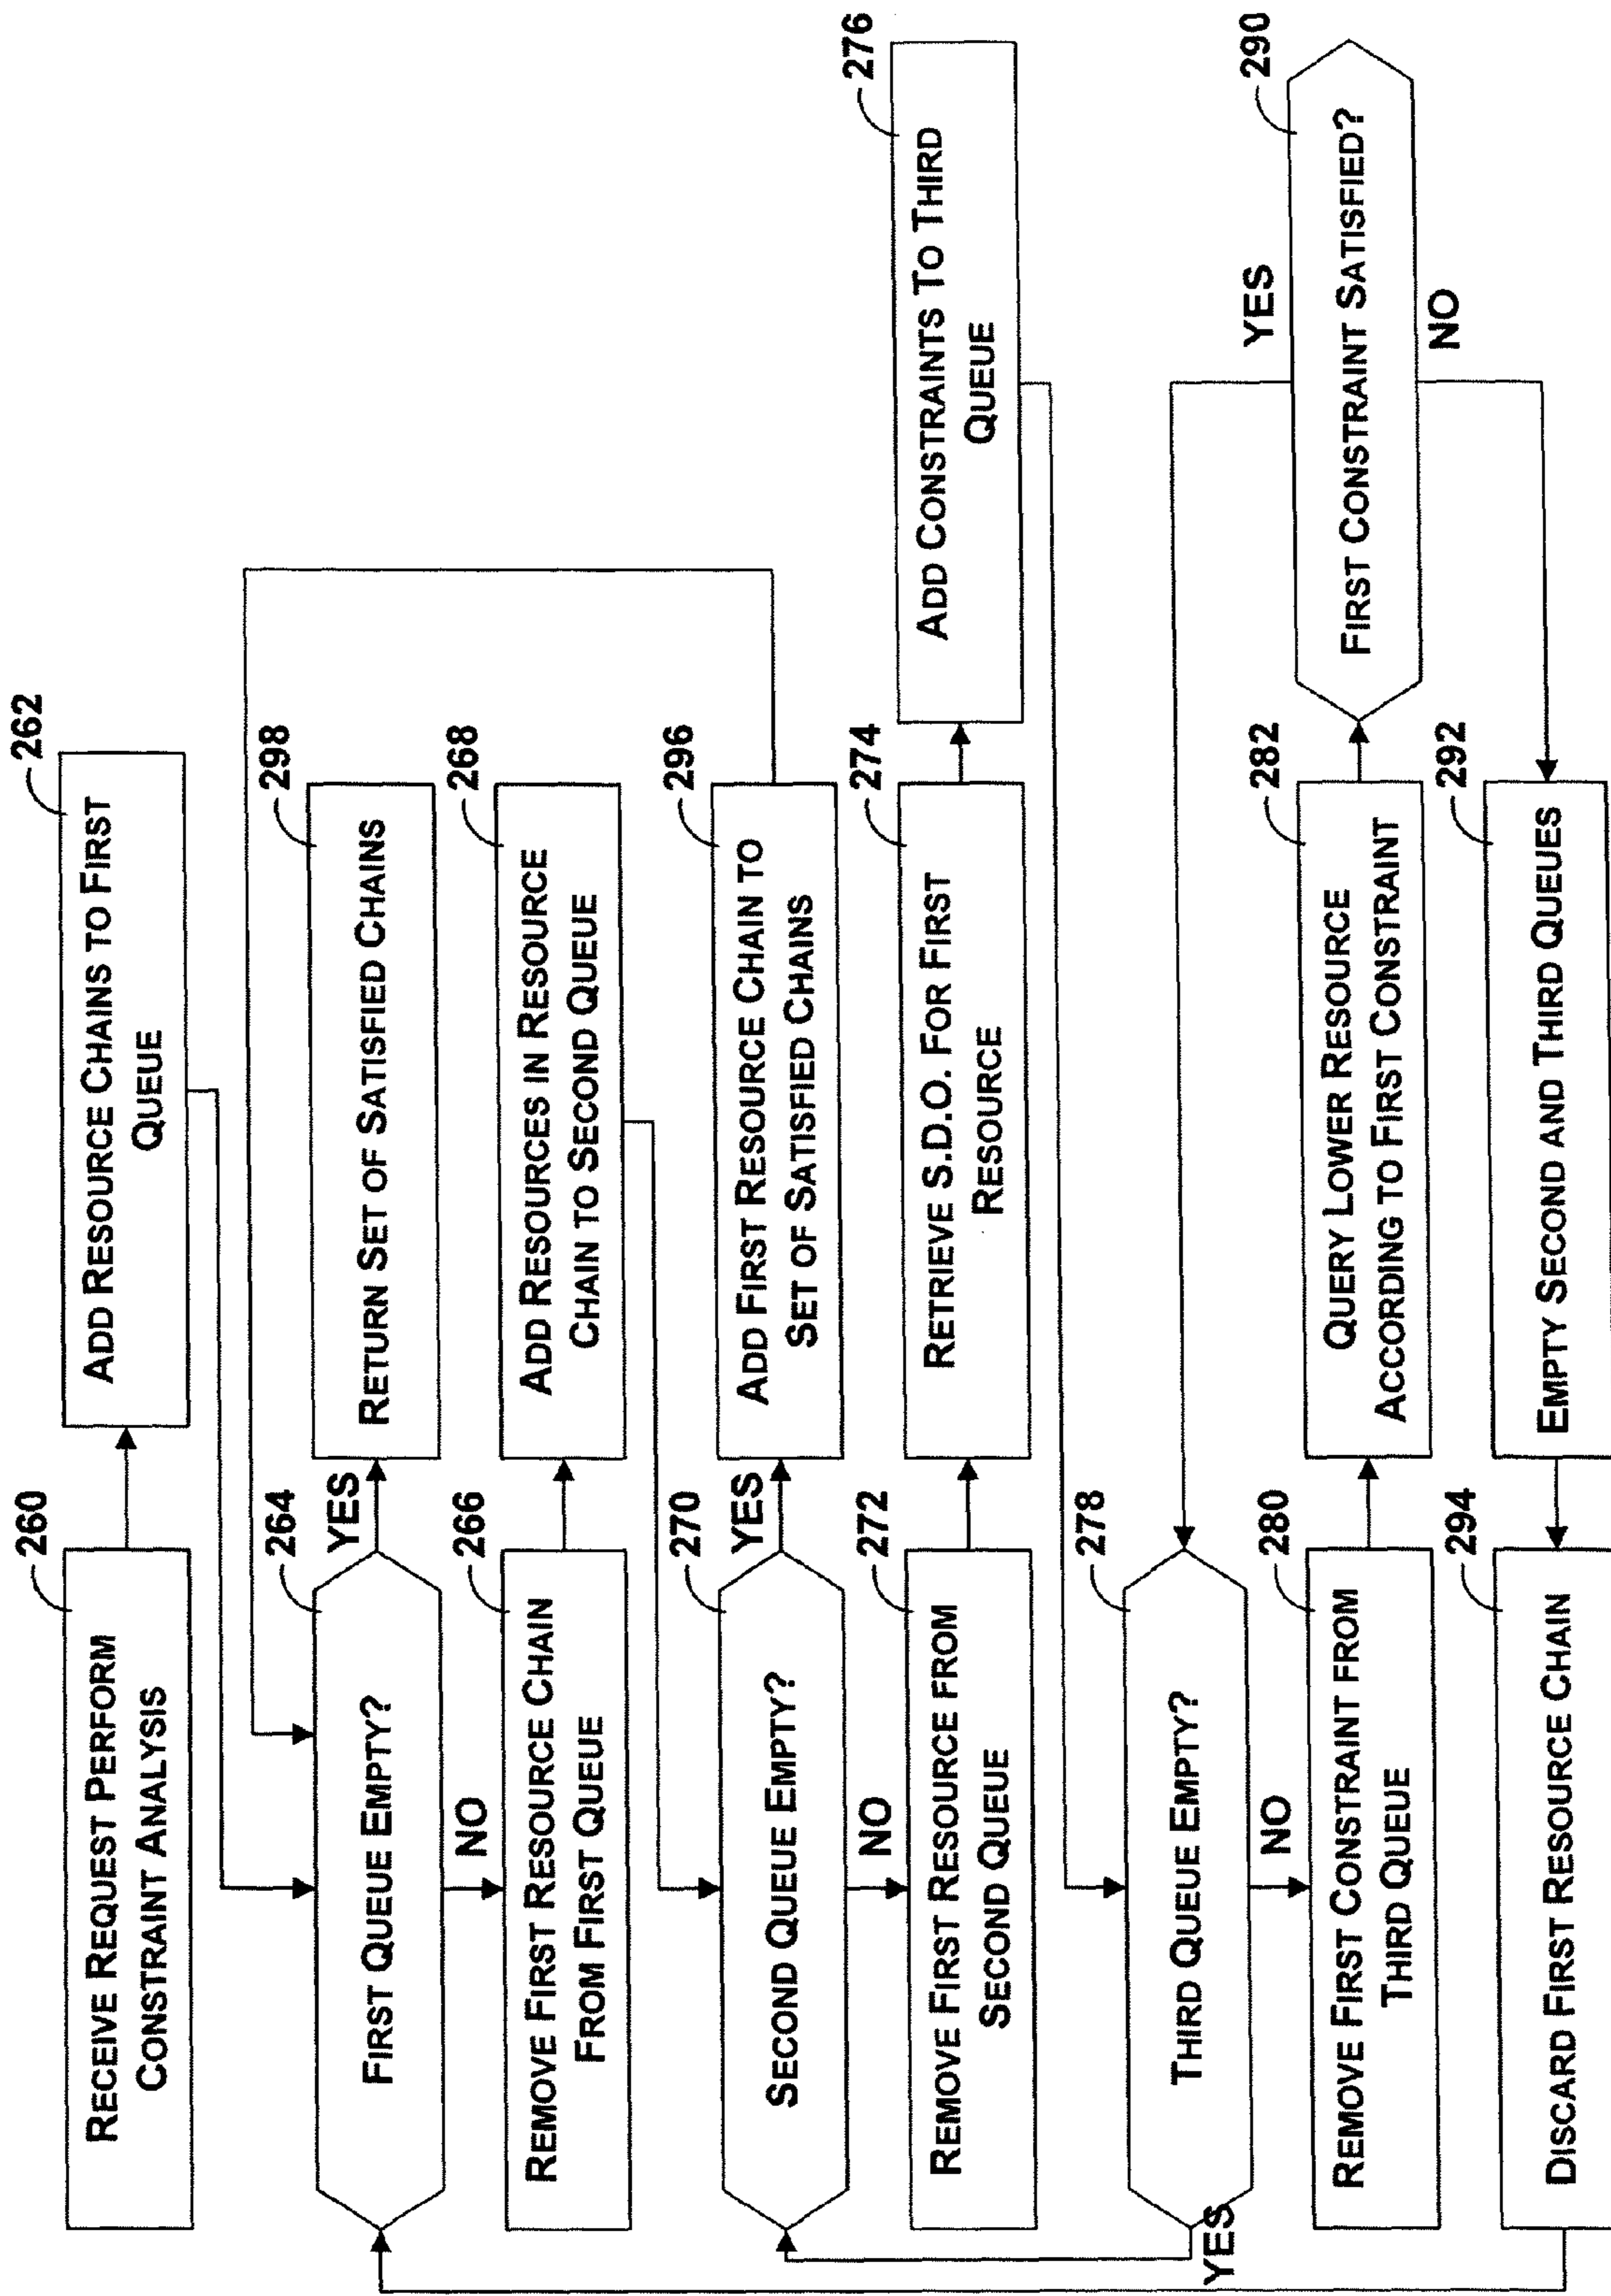 260
RECEIVE REQUEST PERFORM
CONSTRAINT ANALYSIS
262
ADD RESOURCE CHAINS TO FIRST
QUEUE
264
FIRST QUEUE EMPTY?
YES
NO
298
RETURN SET OF SATISFIED CHAINS
266
REMOVE FIRST RESOURCE CHAIN
FROM FIRST QUEUE
268
ADD RESOURCES IN RESOURCE
CHAIN TO SECOND QUEUE
270
SECOND QUEUE EMPTY?
YES
NO
296
ADD FIRST RESOURCE CHAIN TO
SET OF SATISFIED CHAINS
272
REMOVE FIRST RESOURCE FROM
SECOND QUEUE
274
RETRIEVE S.D.O. FOR FIRST
RESOURCE
276
ADD CONSTRAINTS TO THIRD
QUEUE
278
THIRD QUEUE EMPTY?
YES
NO
280
REMOVE FIRST CONSTRAINT FROM
THIRD QUEUE
282
QUERY LOWER RESOURCE
ACCORDING TO FIRST CONSTRAINT
290
FIRST CONSTRAINT SATISFIED?
YES
NO
294
DISCARD FIRST RESOURCE CHAIN
292
EMPTY SECOND AND THIRD QUEUES